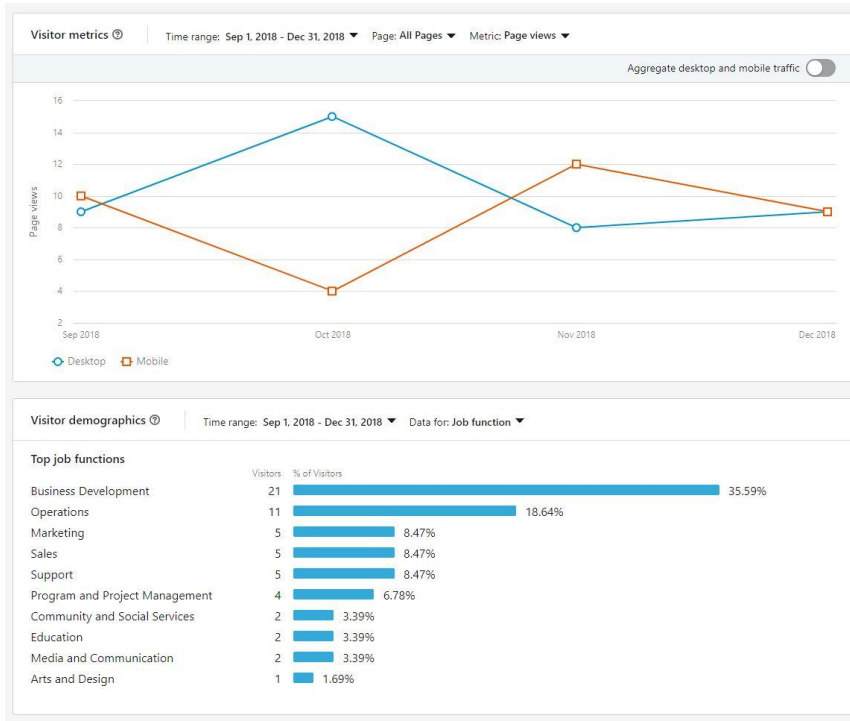 Visitor metrics Time range: Sep 1, 2018 - Dec 31, 2018 Page: All Pages Metric: Page views
Aggregate desktop and mobile traffic
16
14
12
10
8
6
4
2
Page views
Sep 2018 Oct 2018 Nov 2018 Dec 2018
Desktop Mobile
Visitor demographics Time range: Sep 1, 2018 - Dec 31, 2018 Data for: Job function
Top job functions
Visitors % of Visitors
Business Development 21 35.59%
Operations 11 18.64%
Marketing 5 8.47%
Sales 5 8.47%
Support 5 8.47%
Program and Project Management 4 6.78%
Community and Social Services 2 3.39%
Education 2 3.39%
Media and Communication 2 3.39%
Arts and Design 1 1.69%